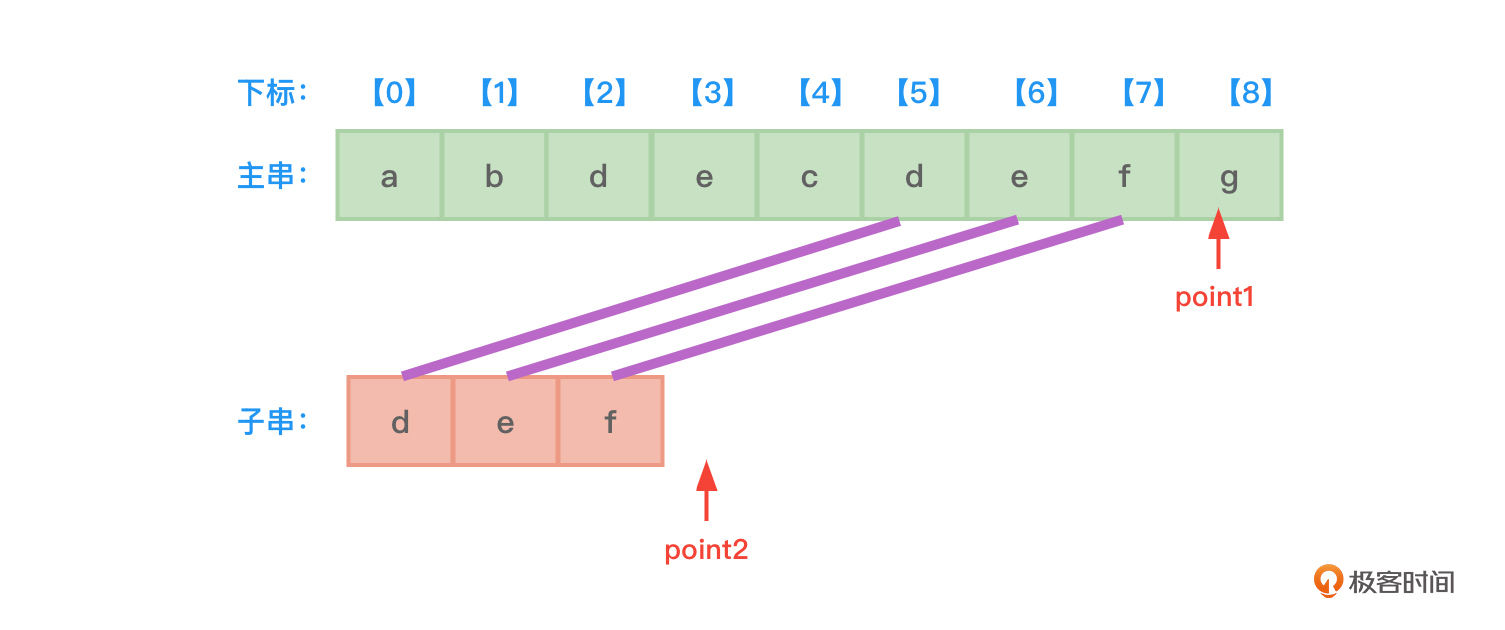 下标： 【0】 【1】 【2】 【3】 【4】 【5】 【6】 【7】 【8】
主串： a b d e c d e f g
point1
子串： d e f
point2
极客时间